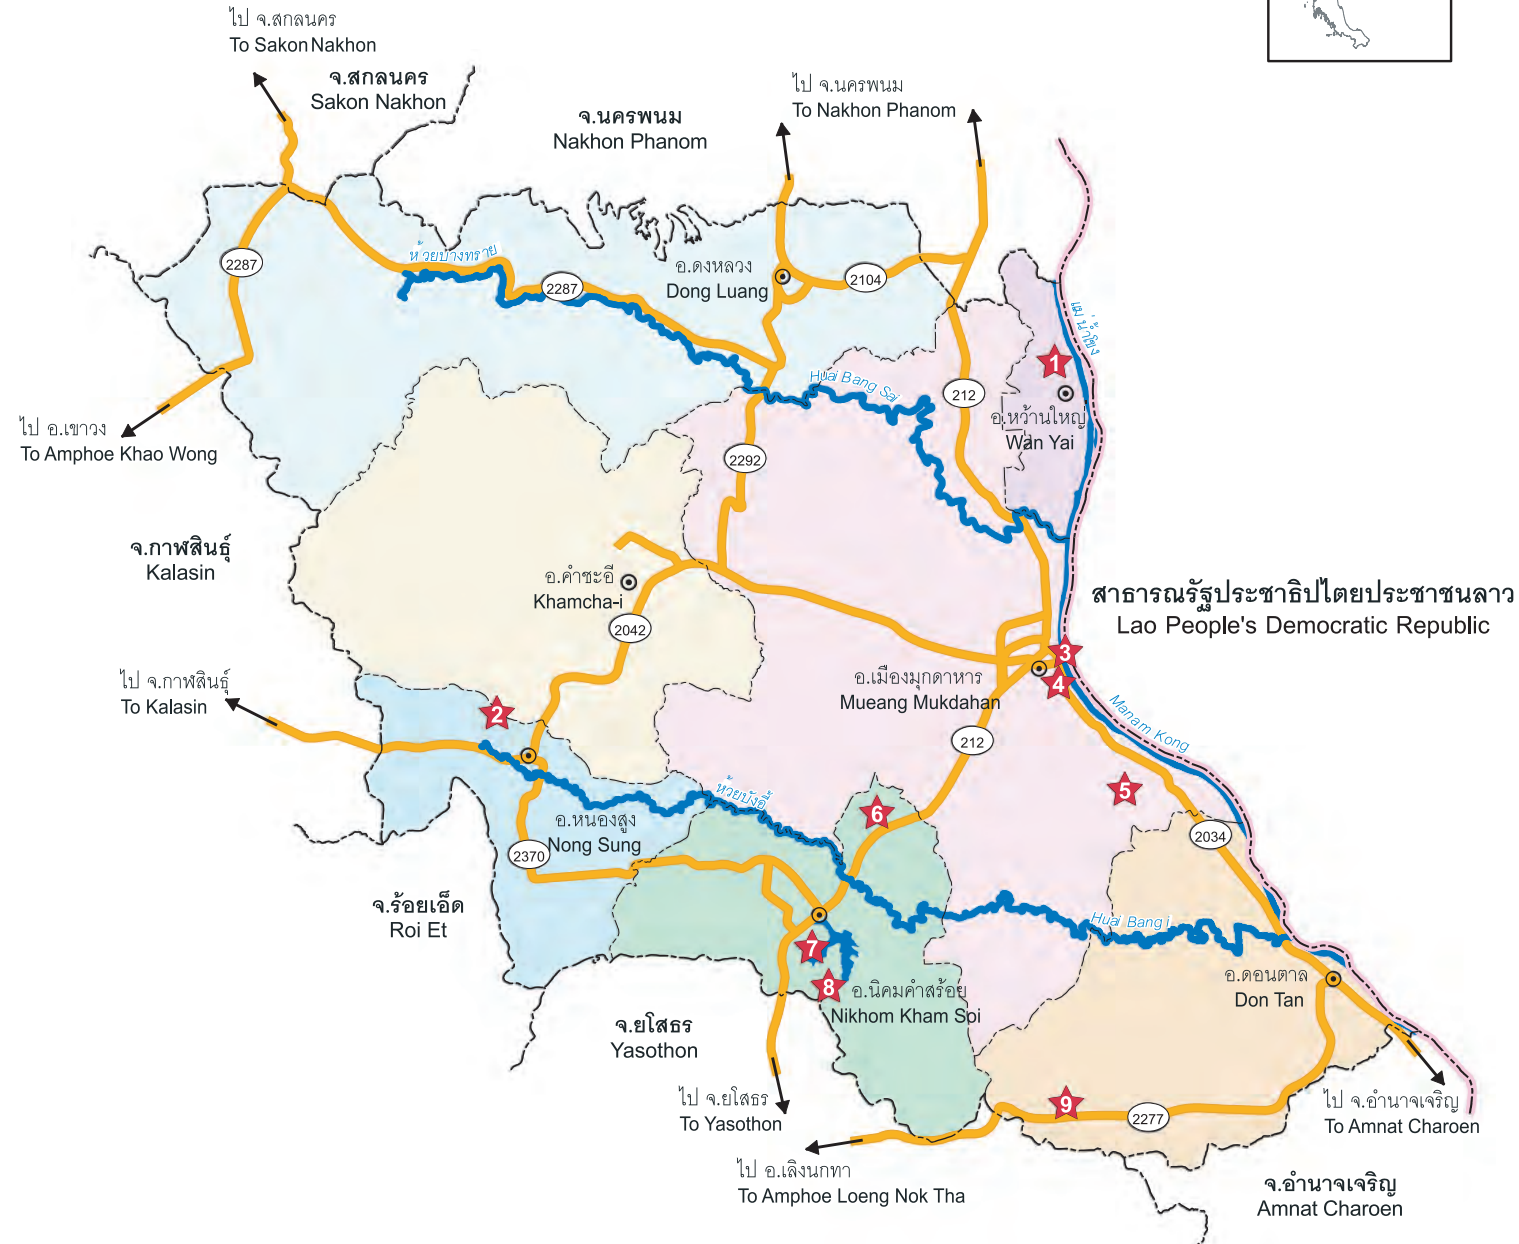 ไป จ.สกลนคร
To Sakon Nakhon
จ.สกลนคร
Sakon Nakhon
ไป จ.นครพนม
To Nakhon Phanom
จ.นครพนม
Nakhon Phanom
2287
ห้วยบางทราย
2287
อ.ดงหลวง
Dong Luang
2104
แม่น้ำโขง
1
Huai Bang Sai
212
อ.หว้านใหญ่
Wan Yai
ไป อ.เขาวง
To Amphoe Khao Wong
2292
จ.กาฬสินธุ์
Kalasin
อ.คำชะอี
Khamcha-i
สาธารณรัฐประชาธิปไตยประชาชนลาว
Lao People's Democratic Republic
2042
3
อ.เมืองมุกดาหาร
Mueang Mukdahan
4
ไป จ.กาฬสินธุ์
To Kalasin
2
Manam Kong
212
5
ห้วยบังอี้
6
อ.หนองสูง
Nong Sung
2034
2370
จ.ร้อยเอ็ด
Roi Et
Huai Bang i
7
อ.ดอนตาล
Don Tan
8
อ.นิคมคำสร้อย
Nikhom Kham Soi
จ.ยโสธร
Yasothon
ไป จ.ยโสธร
To Yasothon
9
2277
ไป จ.อำนาจเจริญ
To Amnat Charoen
ไป อ.เลิงนกทา
To Amphoe Loeng Nok Tha
จ.อำนาจเจริญ
Amnat Charoen